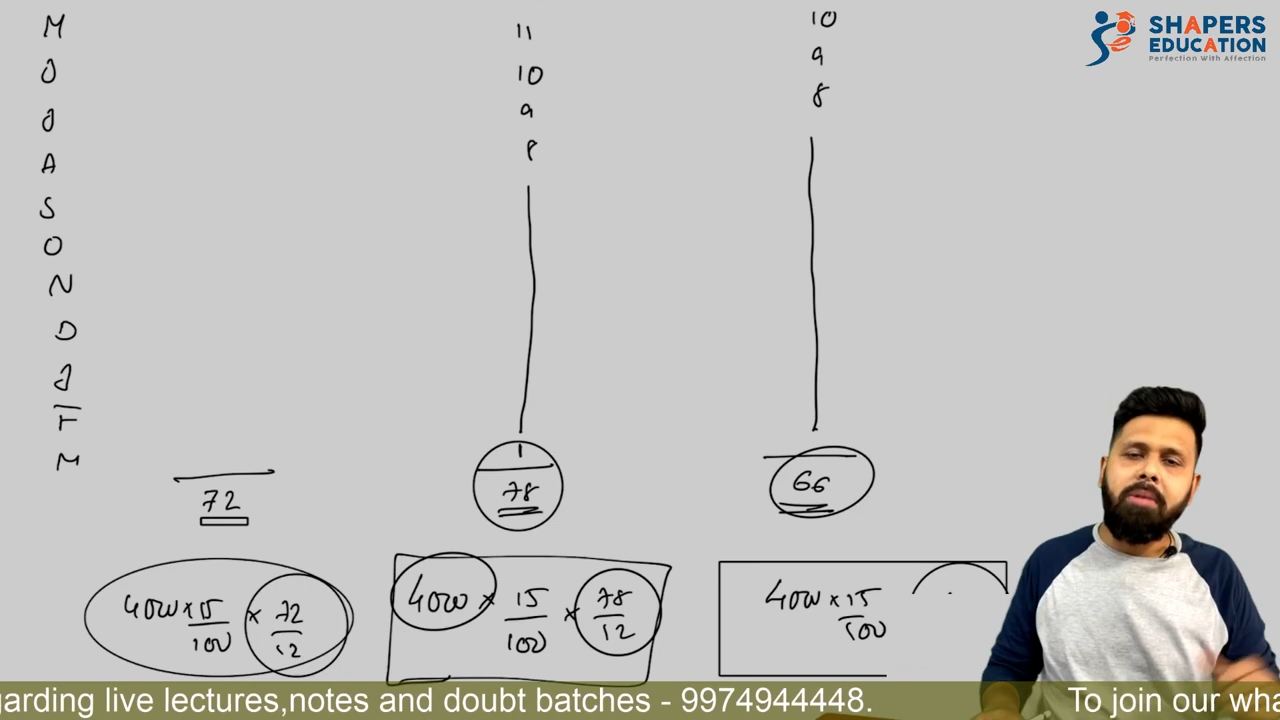 M 11 10
J 10 9
J 9 8
A 8
S
O
N
D
J
F
M 1
72 78 66
4000 × 15/100 × 72/12
4000 × 15/100 × 78/12
4000 × 15/100
SHAPERS
EDUCATION
Perfection With Affection
garding live lectures,notes and doubt batches - 9974944448. To join our wha